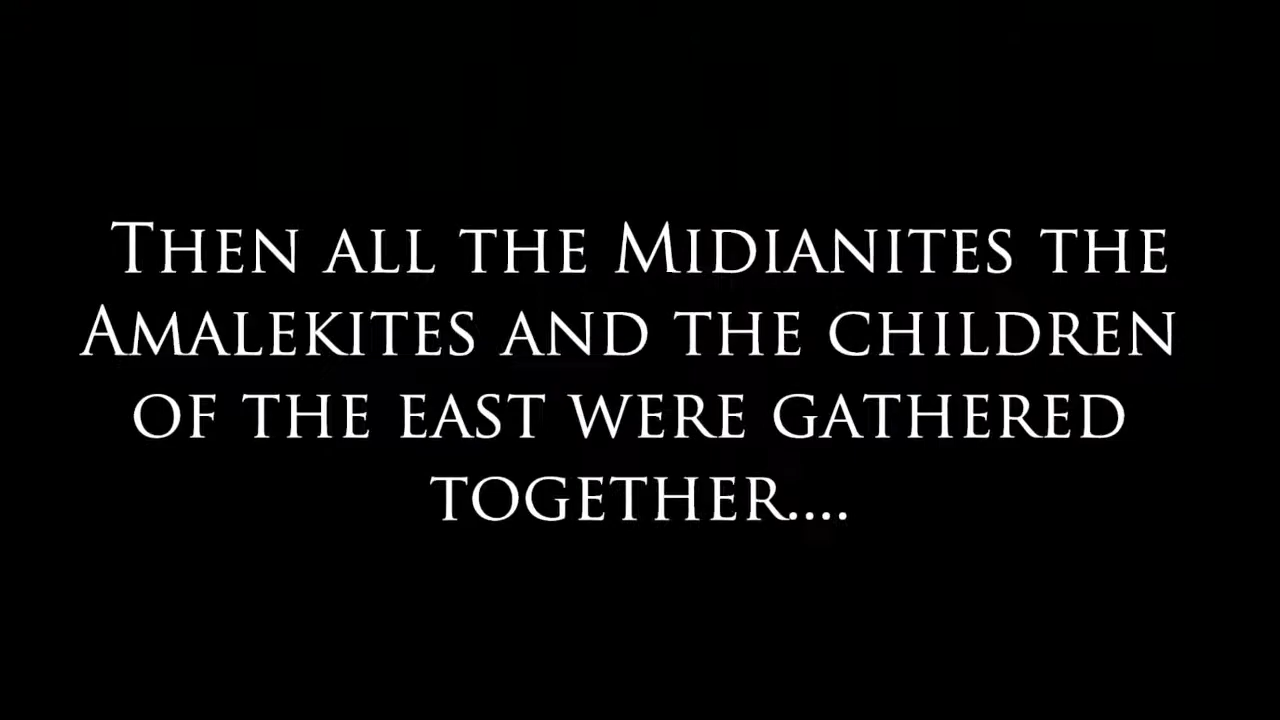 Then all the Midianites the
Amalekites and the children
of the east were gathered
together....